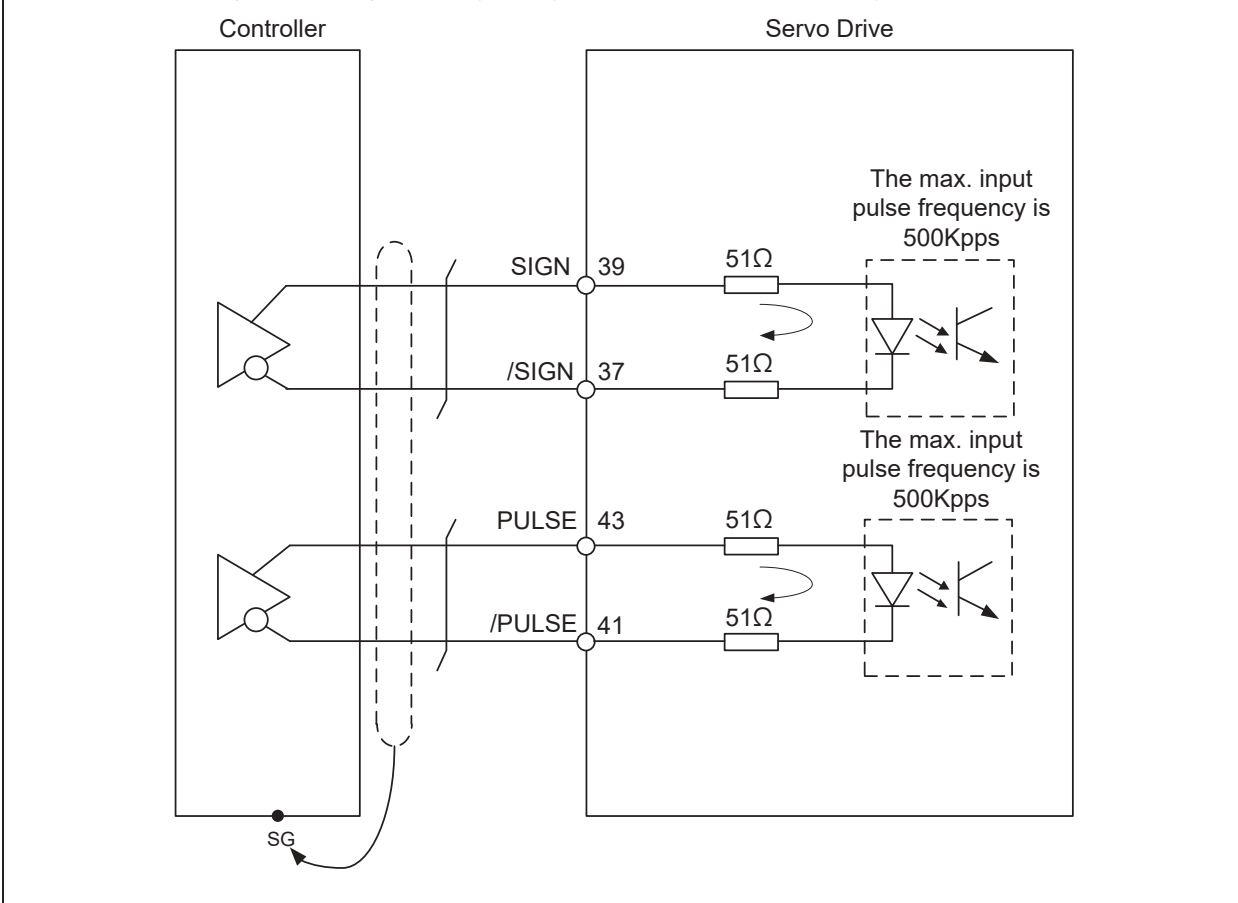 Controller
Servo Drive
The max. input
pulse frequency is
500Kpps
SIGN
39
51Ω
/SIGN
37
51Ω
The max. input
pulse frequency is
500Kpps
PULSE
43
51Ω
/PULSE
41
51Ω
SG